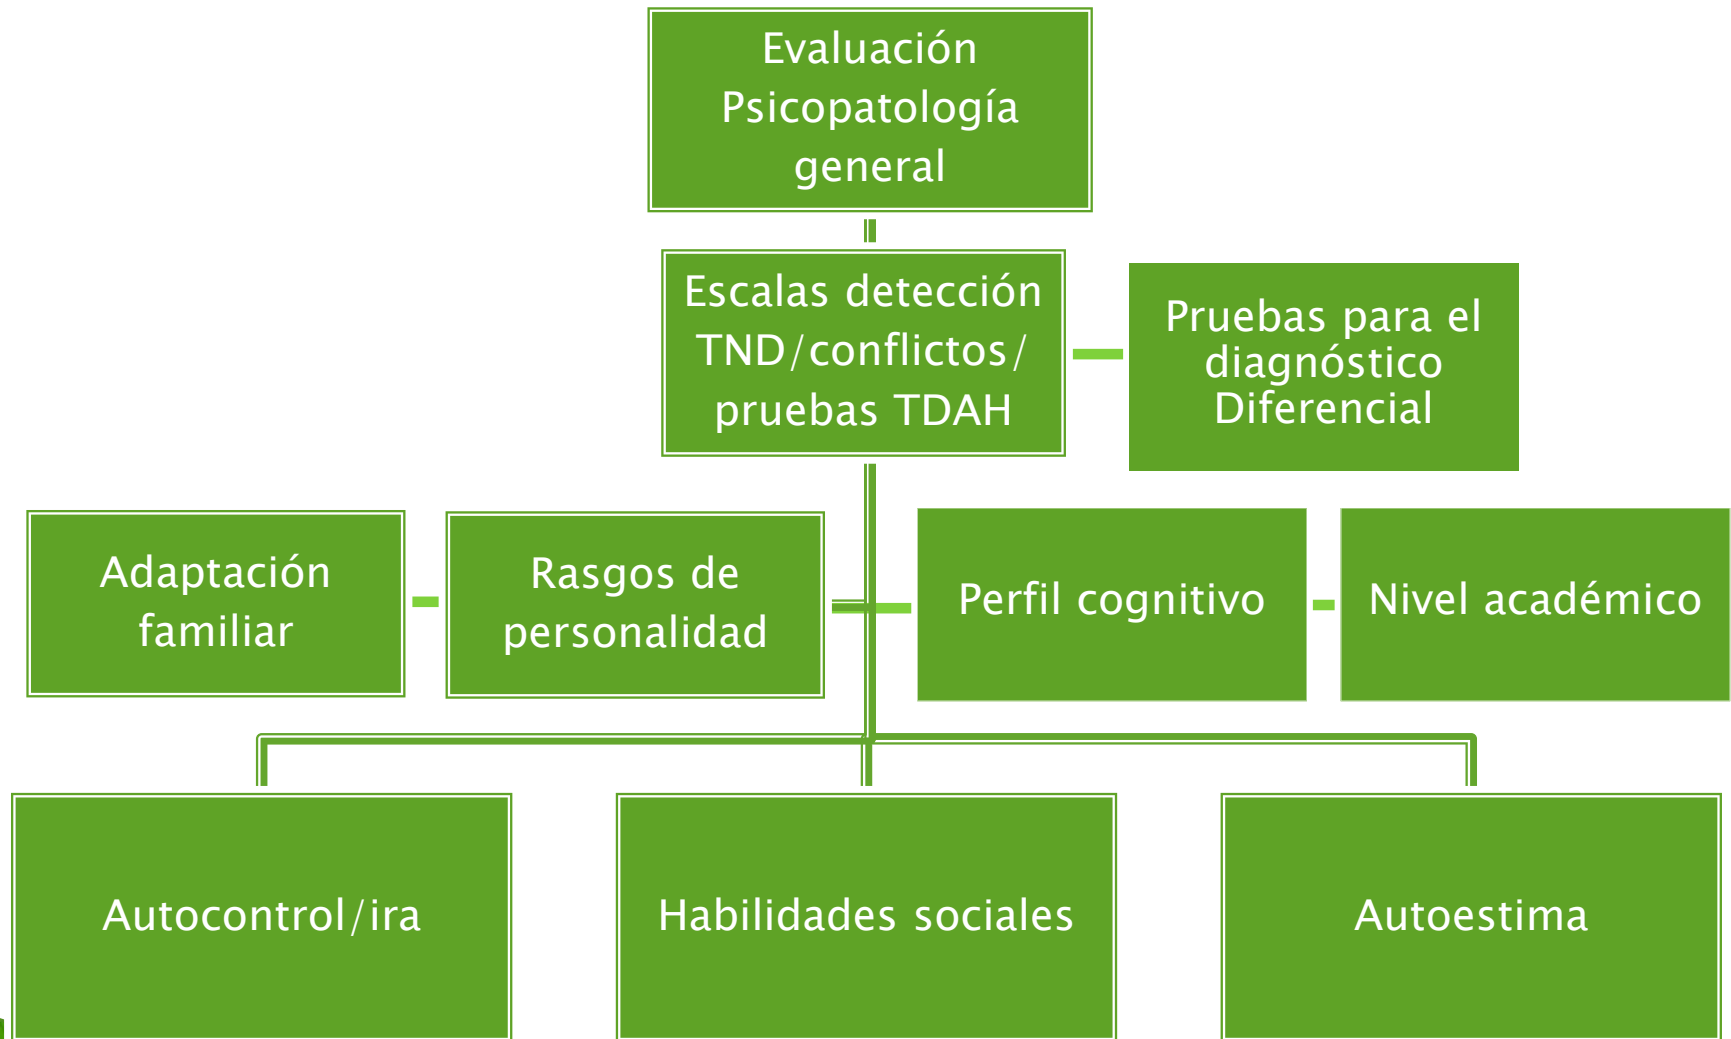 Evaluación
Psicopatología
general
Escalas detección
TND/conflictos/
pruebas TDAH
Pruebas para el
diagnóstico
Diferencial
Adaptación
familiar
Rasgos de
personalidad
Perfil cognitivo
Nivel académico
Autocontrol/ira
Habilidades sociales
Autoestima